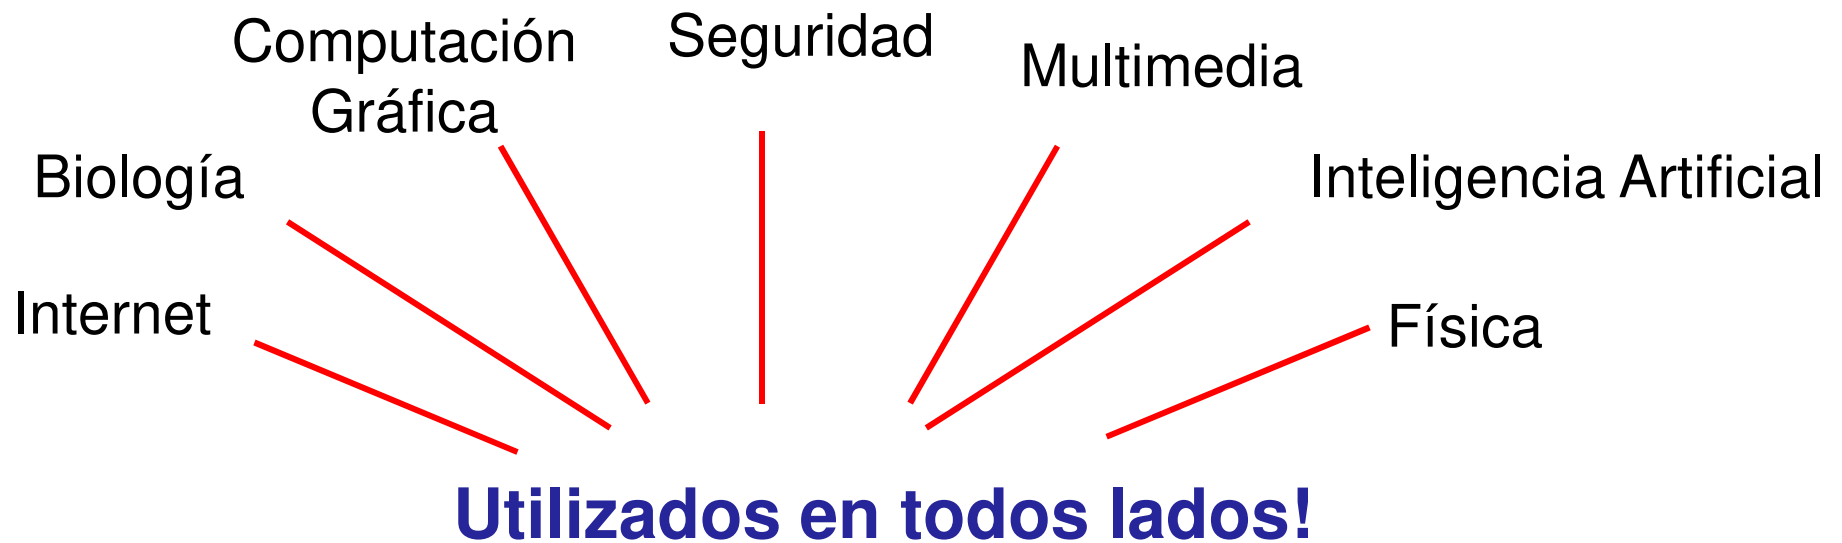 Computación
Gráfica
Seguridad
Multimedia
Biología
Inteligencia Artificial
Internet
Física
Utilizados en todos lados!